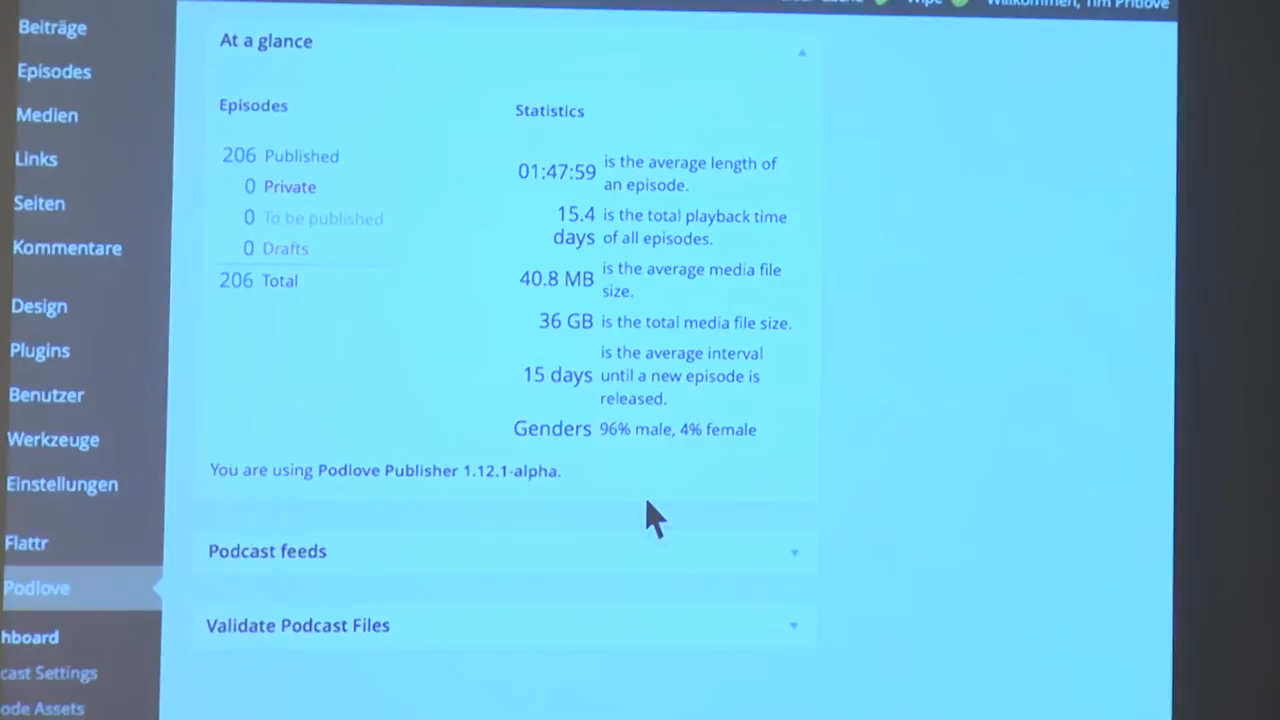 Willkommen, Tim Pritlove
Beiträge
Episodes
Medien
Links
Seiten
Kommentare
Design
Plugins
Benutzer
Werkzeuge
Einstellungen
Flattr
Podlove
hboard
cast Settings
ode Assets
At a glance
Episodes
206 Published
0 Private
0 To be published
0 Drafts
206 Total
Statistics
01:47:59 is the average length of
an episode.
15.4 is the total playback time
days of all episodes.
40.8 MB is the average media file
size.
36 GB is the total media file size.
is the average interval
15 days until a new episode is
released.
Genders 96% male, 4% female
You are using Podlove Publisher 1.12.1-alpha.
Podcast feeds
Validate Podcast Files